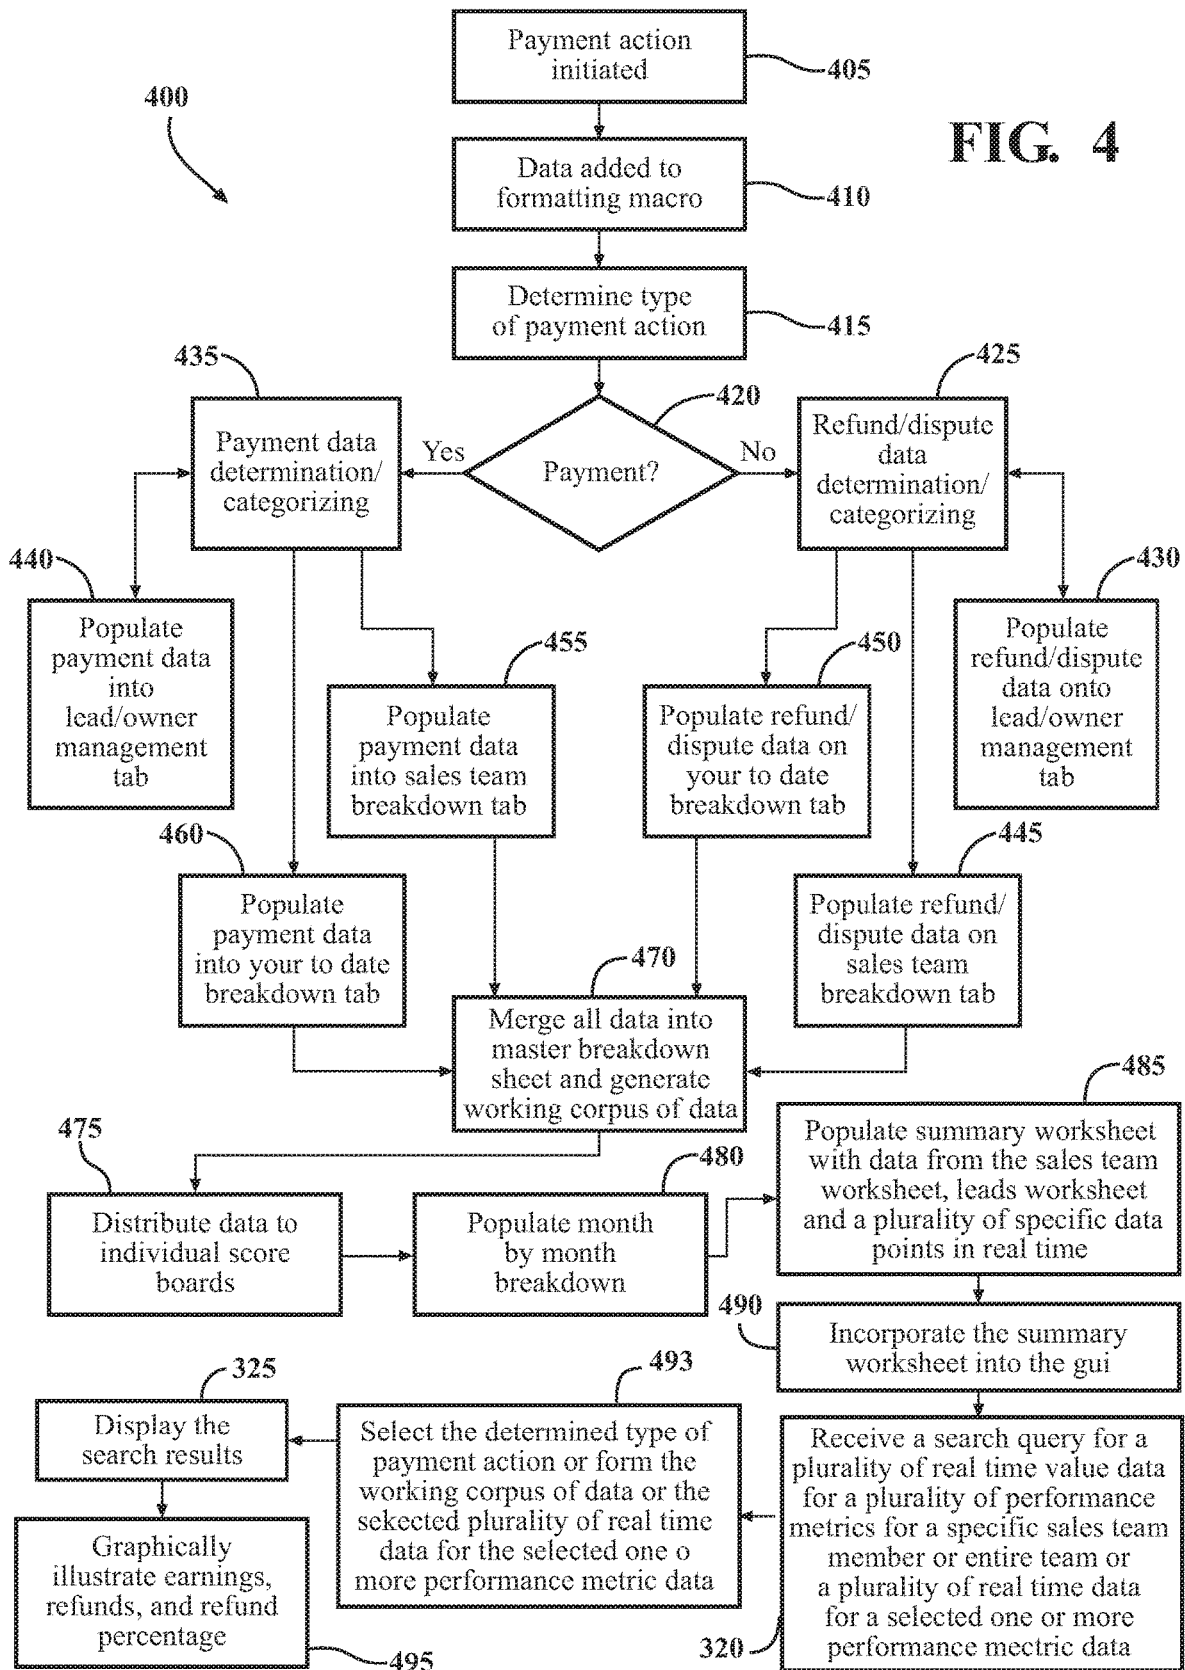 Payment action
initiated
405
400
FIG. 4
Data added to
formatting macro
410
Determine type
of payment action
415
435
425
420
Payment data
determination/
categorizing
Yes
Payment?
No
Refund/dispute
data
determination/
categorizing
440
430
Populate
payment data
into
lead/owner
management
tab
455
450
Populate
refund/dispute
data onto
lead/owner
management
tab
Populate
payment data
into sales team
breakdown tab
Populate refund/
dispute data on
your to date
breakdown tab
460
445
Populate
payment data
into your to date
breakdown tab
Populate refund/
dispute data on
sales team
breakdown tab
470
Merge all data into
master breakdown
sheet and generate
working corpus of data
485
475
480
Populate summary worksheet
with data from the sales team
worksheet, leads worksheet
and a plurality of specific data
points in real time
Distribute data to
individual score
boards
Populate month
by month
breakdown
490
Incorporate the summary
worksheet into the gui
325
493
Display the
search results
Select the determined type of
payment action or form the
working corpus of data or the
sekected plurality of real time
data for the selected one o
more performance metric data
Receive a search query for a
plurality of real time value data
for a plurality of performance
metrics for a specific sales team
member or entire team or
a plurality of real time data
for a selected one or more
performance mectric data
320
Graphically
illustrate earnings,
refunds, and refund
percentage
495